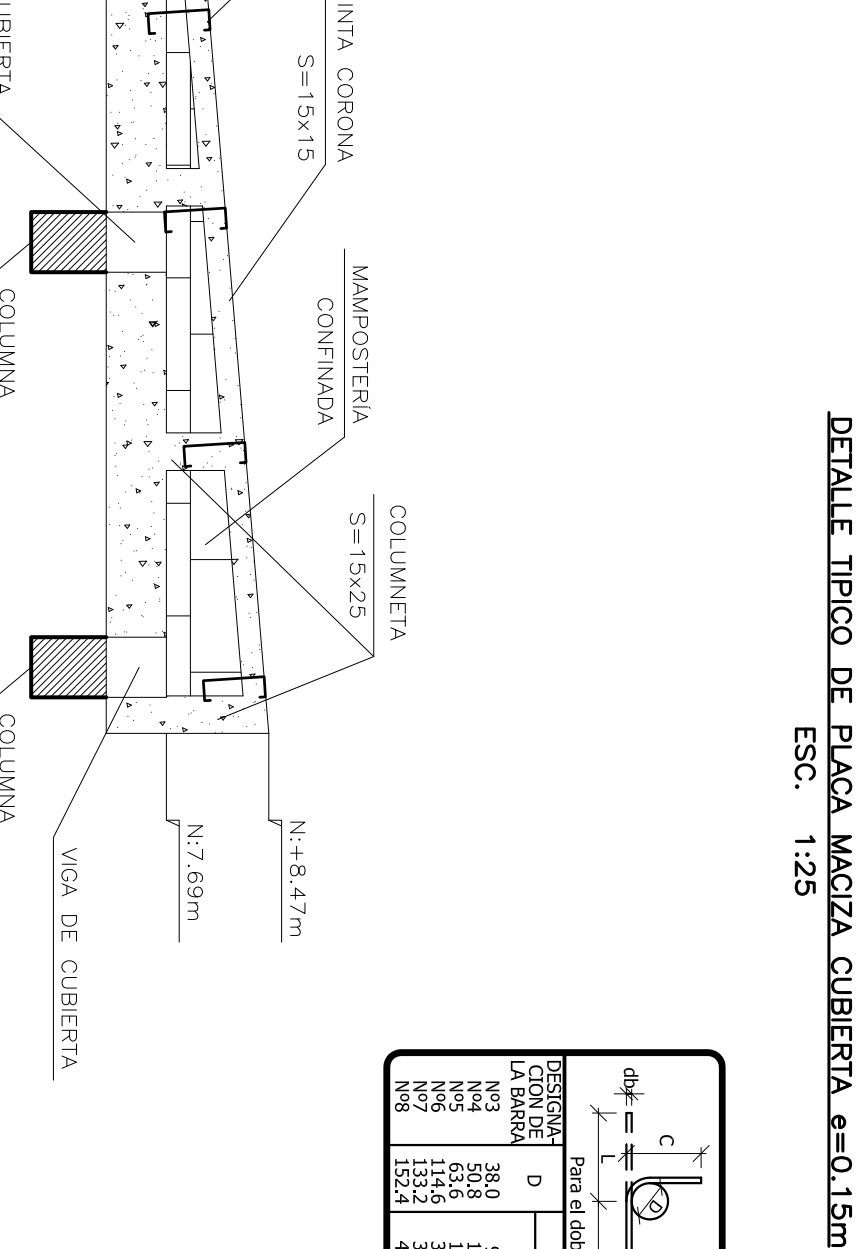 DETALLE TIPICO DE PLACA MACIZA CUBIERTA e=0.15m
ESC. 1:25
INTA CORONA
S=15x15
MAMPOSTERÍA
CONFINADA
COLUMNETA
S=15x25
N:+8.47m
N:7.69m
VIGA DE CUBIERTA
UBIERTA
COLUMNA
COLUMNA
db
C
L
D
Para el dob
DESIGNA-
CION DE
LA BARRA
D
Nº3 38.0
Nº4 50.8
Nº5 63.6
Nº6 114.6
Nº7 133.2
Nº8 152.4